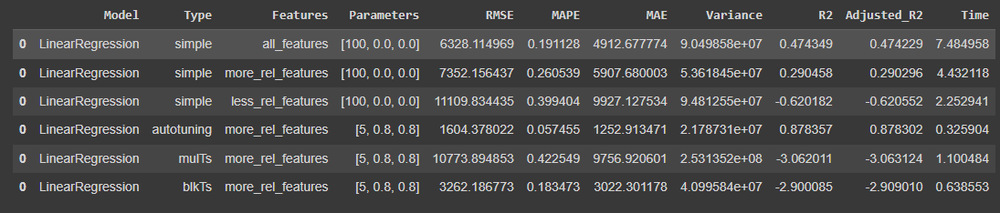 Model Type Features Parameters RMSE MAPE MAE Variance R2 Adjusted_R2 Time
0 LinearRegression simple all_features [100, 0.0, 0.0] 6328.114969 0.191128 4912.677774 9.049858e+07 0.474349 0.474229 7.484958
0 LinearRegression simple more_rel_features [100, 0.0, 0.0] 7352.156437 0.260539 5907.680003 5.361845e+07 0.290458 0.290296 4.432118
0 LinearRegression simple less_rel_features [100, 0.0, 0.0] 11109.834435 0.399404 9927.127534 9.481255e+07 -0.620182 -0.620552 2.252941
0 LinearRegression autotuning more_rel_features [5, 0.8, 0.8] 1604.378022 0.057455 1252.913471 2.178731e+07 0.878357 0.878302 0.325904
0 LinearRegression mulTs more_rel_features [5, 0.8, 0.8] 10773.894853 0.422549 9756.920601 2.531352e+08 -3.062011 -3.063124 1.100484
0 LinearRegression blkTs more_rel_features [5, 0.8, 0.8] 3262.186773 0.183473 3022.301178 4.099584e+07 -2.900085 -2.909010 0.638553